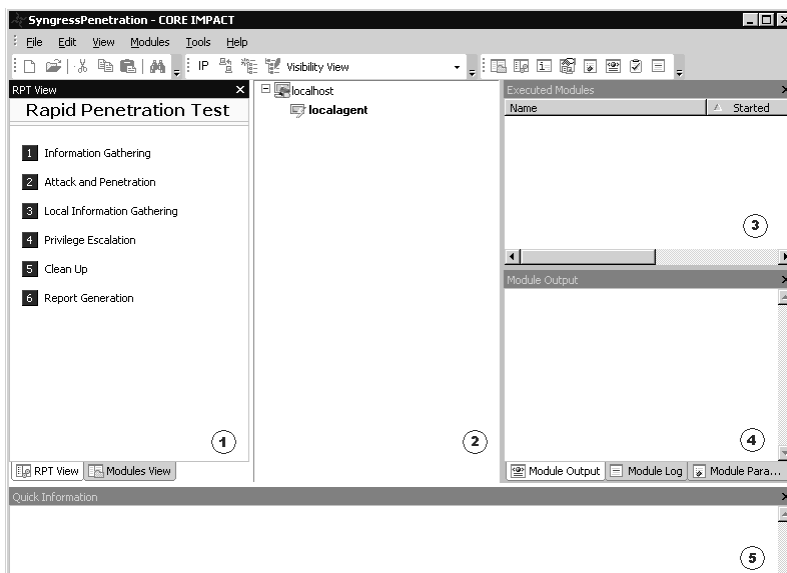 SyngressPenetration - CORE IMPACT
File Edit View Modules Tools Help
IP Visibility View
RPT View
Rapid Penetration Test
1 Information Gathering
2 Attack and Penetration
3 Local Information Gathering
4 Privilege Escalation
5 Clean Up
6 Report Generation
1
RPT View Modules View
localhost
localagent
2
Executed Modules
Name Started
3
Module Output
4
Module Output Module Log Module Para...
Quick Information
5